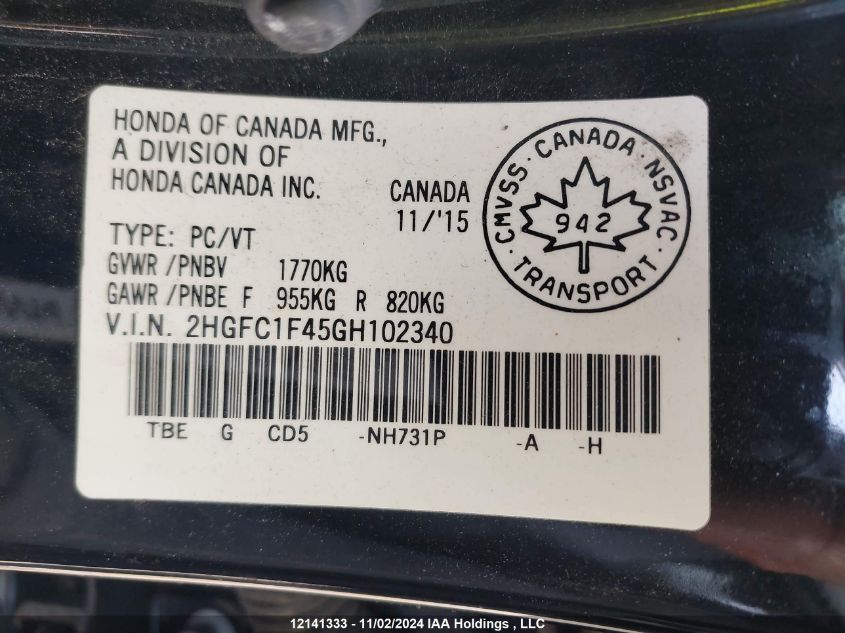 HONDA OF CANADA MFG.,
A DIVISION OF
HONDA CANADA INC.
CANADA
11/'15
TYPE: PC/VT
GVWR /PNBV 1770KG
GAWR /PNBE F 955KG R 820KG
V.I.N. 2HGFC1F45GH102340
TBE G CD5 -NH731P -A -H
CMVSS · CANADA · NSVAC ·
942
TRANSPORT
12141333 - 11/02/2024 IAA Holdings , LLC